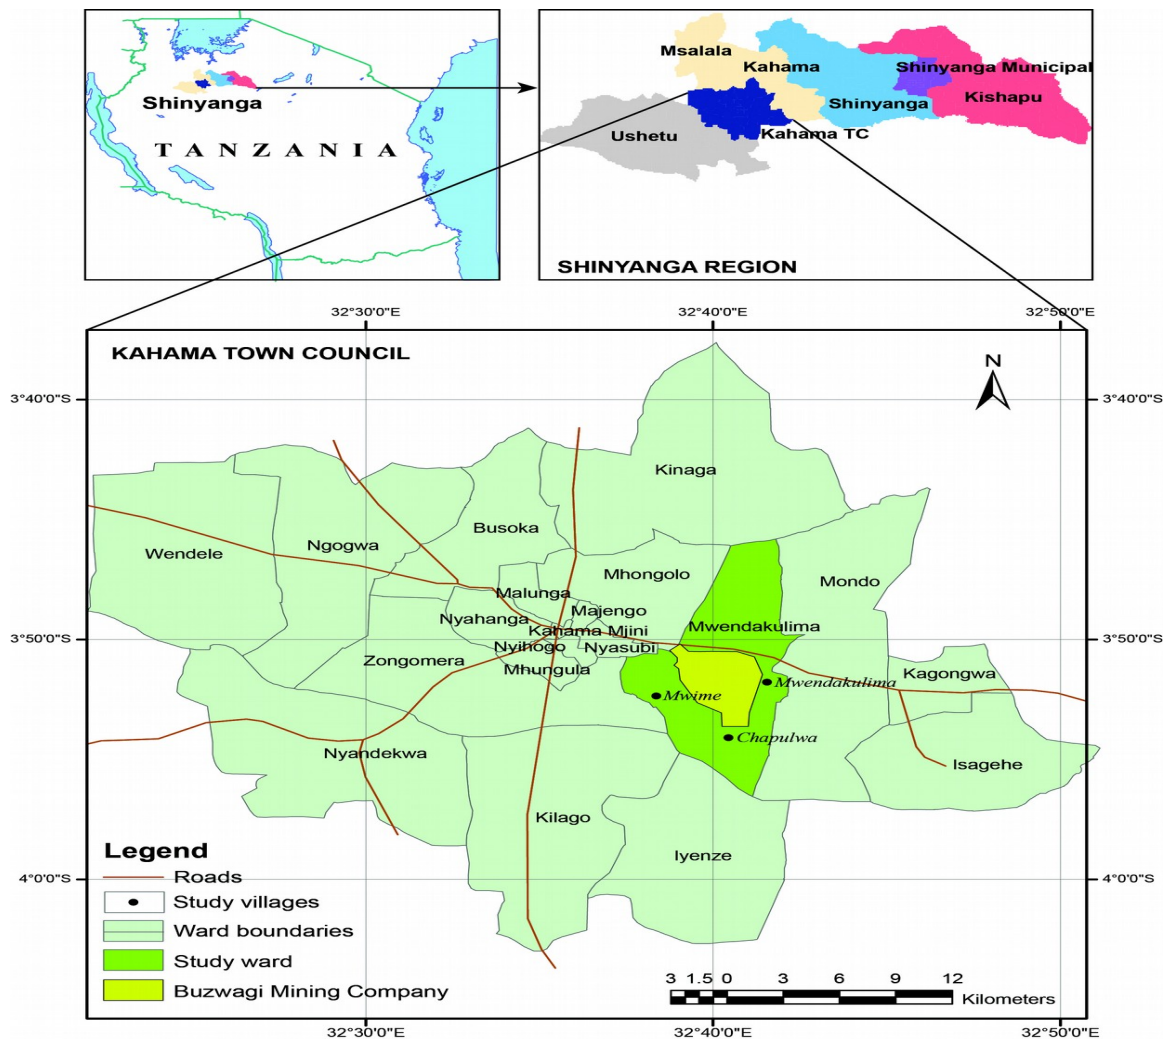 Shinyanga
TANZANIA
Msalala
Kahama
Shinyanga Municipal
Kishapu
Shinyanga
Ushetu
Kahama TC
SHINYANGA REGION
32°30'0"E
32°40'0"E
32°50'0"E
KAHAMA TOWN COUNCIL
N
3°40'0"S
3°40'0"S
Kinaga
Busoka
Ngogwa
Wendele
Mhongolo
Mondo
Malunga
Majengo
Nyahanga
Mwendakulima
Kahama Mjini
3°50'0"S
3°50'0"S
Nyihogo
Nyasubi
Zongomera
Mhungula
Kagongwa
Mwendakulima
Mwime
Chapulwa
Nyandekwa
Isagehe
Kilago
Iyenze
Legend
Roads
4°0'0"S
4°0'0"S
Study villages
Ward boundaries
Study ward
Buzwagi Mining Company
3 1.5 0 3 6 9 12
Kilometers
32°30'0"E
32°40'0"E
32°50'0"E